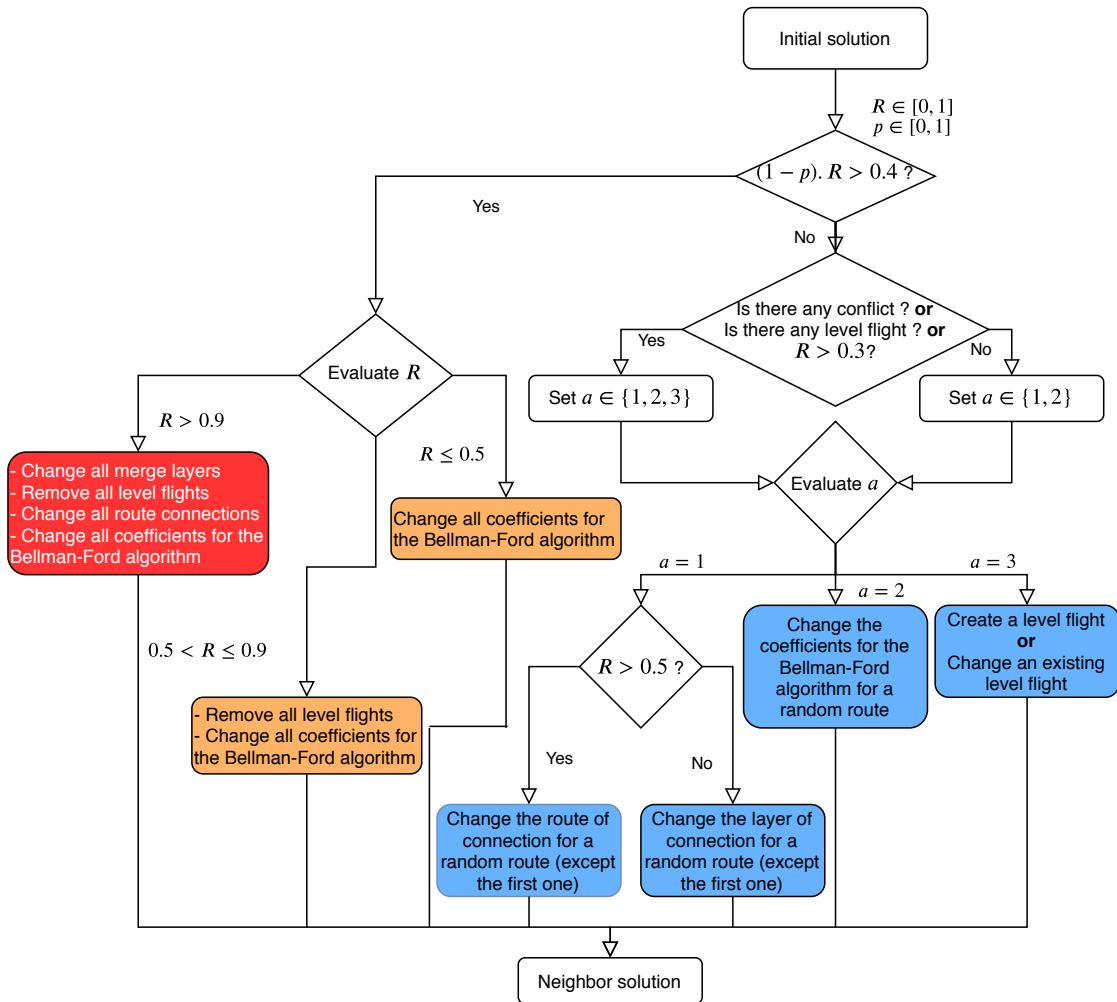 Initial solution
R ∈ [0, 1]
p ∈ [0, 1]
(1 − p). R > 0.4 ?
Yes
No
Is there any conflict ? or
Is there any level flight ? or
R > 0.3?
Yes
No
Evaluate R
Set a ∈ {1, 2, 3}
Set a ∈ {1, 2}
R > 0.9
R ≤ 0.5
- Change all merge layers
- Remove all level flights
- Change all route connections
- Change all coefficients for the
Bellman-Ford algorithm
Evaluate a
Change all coefficients for
the Bellman-Ford algorithm
a = 1
a = 2
a = 3
0.5 < R ≤ 0.9
R > 0.5 ?
Change the
coefficients for the
Bellman-Ford
algorithm for a
random route
Create a level flight
or
Change an existing
level flight
- Remove all level flights
- Change all coefficients for
the Bellman-Ford algorithm
Yes
No
Change the route of
connection for a
random route (except
the first one)
Change the layer of
connection for a
random route (except
the first one)
Neighbor solution